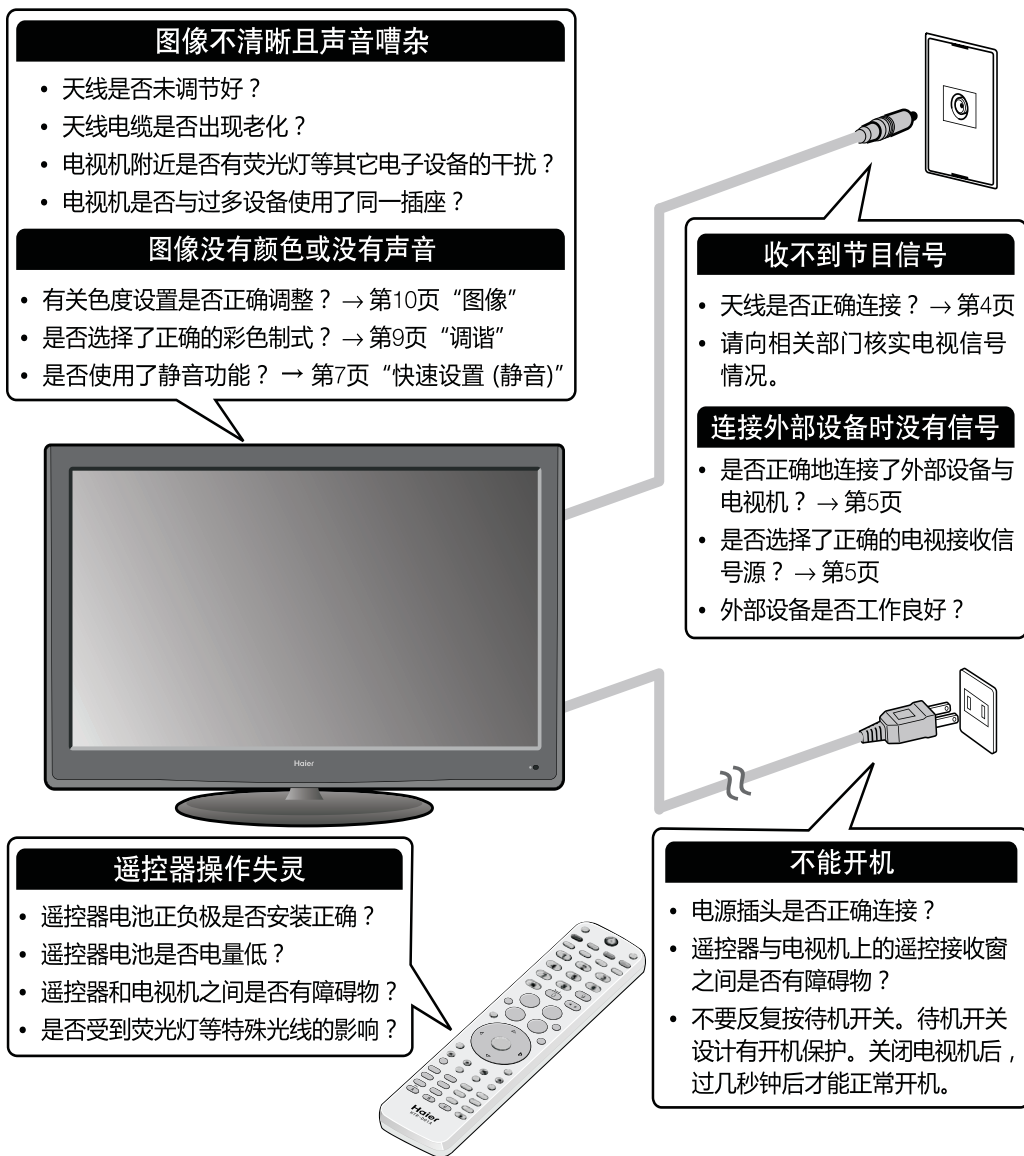 图像不清晰且声音嘈杂
• 天线是否未调节好？
• 天线电缆是否出现老化？
• 电视机附近是否有荧光灯等其它电子设备的干扰？
• 电视机是否与过多设备使用了同一插座？
图像没有颜色或没有声音
• 有关色度设置是否正确调整？ → 第10页“图像”
• 是否选择了正确的彩色制式？ → 第9页“调谐”
• 是否使用了静音功能？ → 第7页“快速设置 (静音)”
收不到节目信号
• 天线是否正确连接？ → 第4页
• 请向相关部门核实电视信号
情况。
连接外部设备时没有信号
• 是否正确地连接了外部设备与
电视机？ → 第5页
• 是否选择了正确的电视接收信
号源？ → 第5页
• 外部设备是否工作良好？
Haier
遥控器操作失灵
• 遥控器电池正负极是否安装正确？
• 遥控器电池是否电量低？
• 遥控器和电视机之间是否有障碍物？
• 是否受到荧光灯等特殊光线的影响？
Haier
不能开机
• 电源插头是否正确连接？
• 遥控器与电视机上的遥控接收窗
之间是否有障碍物？
• 不要反复按待机开关。待机开关
设计有开机保护。关闭电视机后，
过几秒钟后才能正常开机。